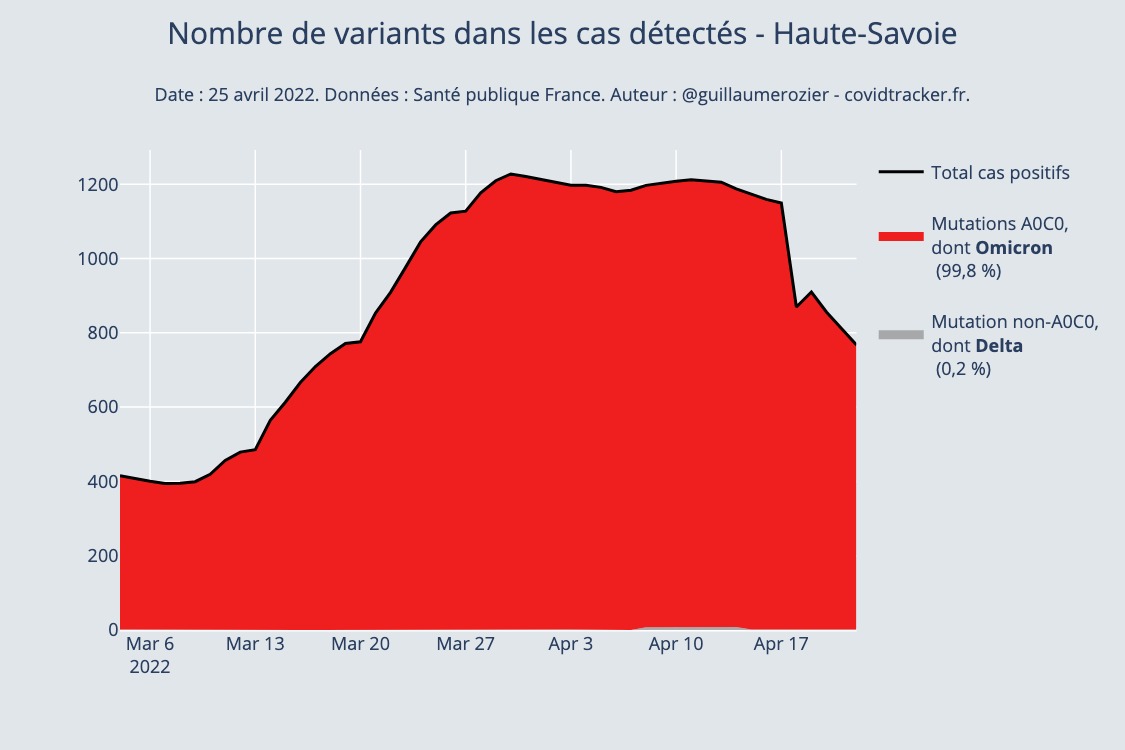 Nombre de variants dans les cas détectés - Haute-Savoie
Date : 25 avril 2022. Données : Santé publique France. Auteur : @guillaumerozier - covidtracker.fr.
1200
1000
800
600
400
200
0
Mar 6
2022
Mar 13
Mar 20
Mar 27
Apr 3
Apr 10
Apr 17
Total cas positifs
Mutations A0C0,
dont Omicron
(99,8 %)
Mutation non-A0C0,
dont Delta
(0,2 %)